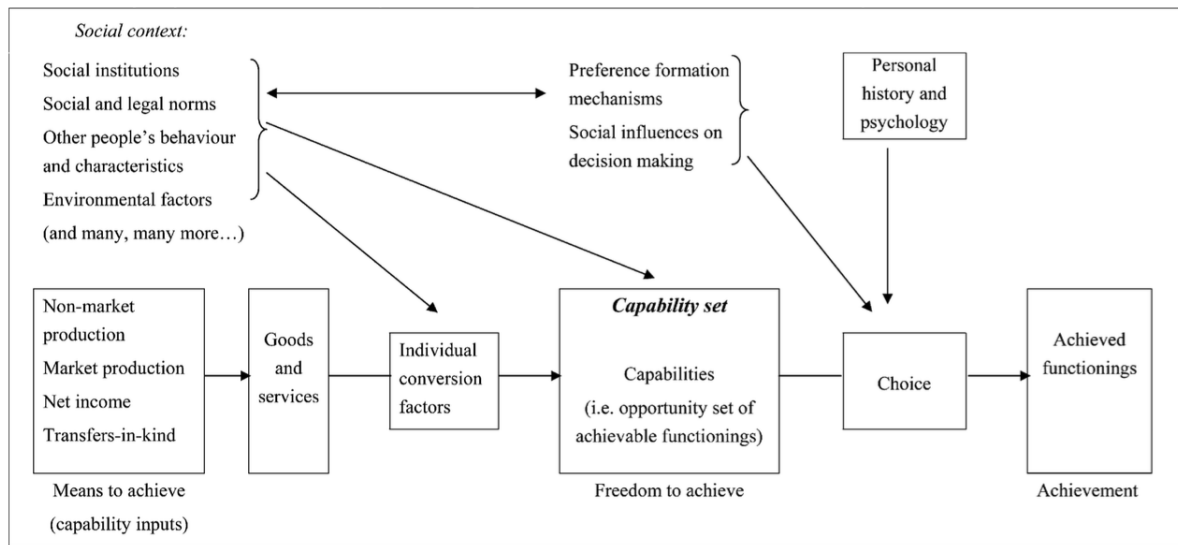 Social context:
Social institutions
Social and legal norms
Other people’s behaviour
and characteristics
Environmental factors
(and many, many more…)
Preference formation
mechanisms
Social influences on
decision making
Personal
history and
psychology
Non-market
production
Market production
Net income
Transfers-in-kind
Goods
and
services
Individual
conversion
factors
Capability set
Capabilities
(i.e. opportunity set of
achievable functionings)
Choice
Achieved
functionings
Means to achieve
(capability inputs)
Freedom to achieve
Achievement